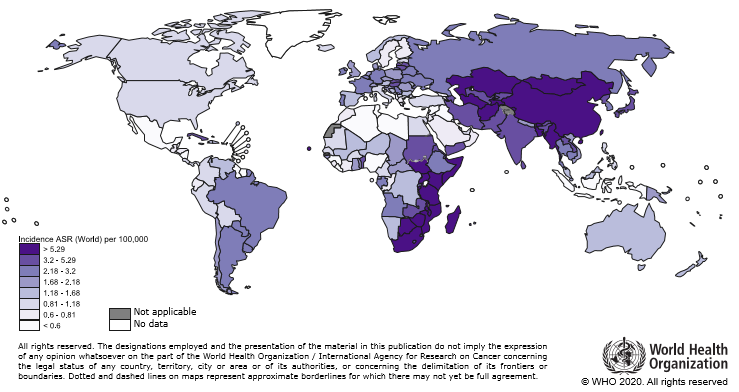 Incidence ASR (World) per 100,000
> 5.29
3.2 - 5.29
2.18 - 3.2
1.68 - 2.18
1,18 - 1.68
0,81 - 1,18
0.6 - 0,81
< 0.6
Not applicable
No data
All rights reserved. The designations employed and the presentation of the material in this publication do not imply the expression
of any opinion whatsoever on the part of the World Health Organization / International Agency for Research on Cancer concerning
the legal status of any country, territory, city or area or of its authorities, or concerning the delimitation of its frontiers or
boundaries. Dotted and dashed lines on maps represent approximate borderlines for which there may not yet be full agreement.
World Health
Organization
© WHO 2020. All rights reserved